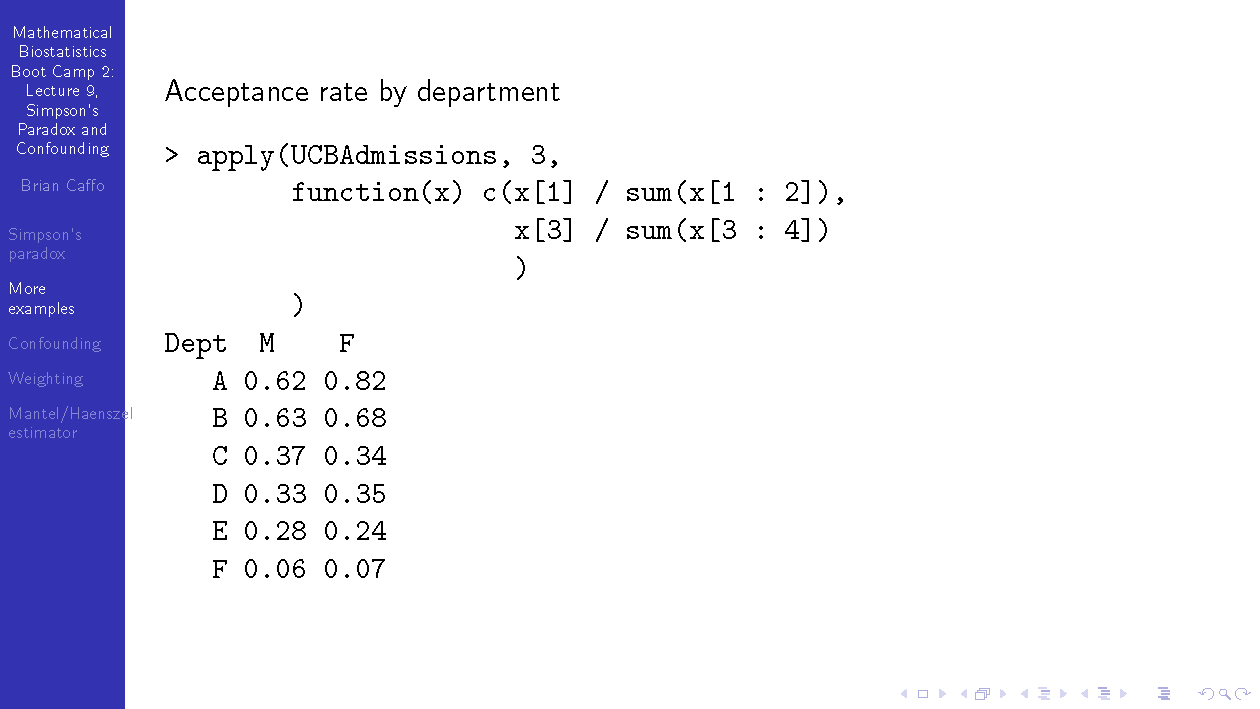 Mathematical
Biostatistics
Boot Camp 2:
Lecture 9,
Simpson's
Paradox and
Confounding
Brian Caffo
Simpson's
paradox
More
examples
Confounding
Weighting
Mantel/Haenszel
estimator
Acceptance rate by department
> apply(UCBAdmissions, 3,
function(x) c(x[1] / sum(x[1 : 2]),
x[3] / sum(x[3 : 4])
)
)
Dept M F
A 0.62 0.82
B 0.63 0.68
C 0.37 0.34
D 0.33 0.35
E 0.28 0.24
F 0.06 0.07